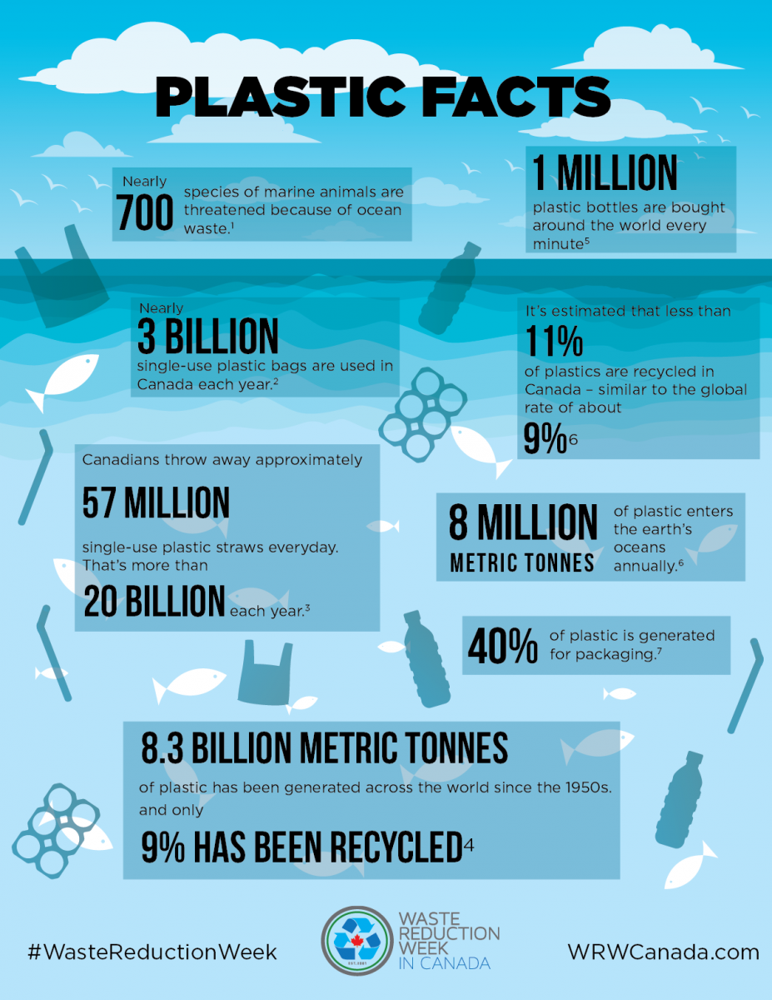 PLASTIC FACTS
Nearly
700
species of marine animals are
threatened because of ocean
waste.¹
1 MILLION
plastic bottles are bought
around the world every
minute⁵
Nearly
3 BILLION
single-use plastic bags are used in
Canada each year.²
It's estimated that less than
11%
of plastics are recycled in
Canada – similar to the global
rate of about
9%⁶
Canadians throw away approximately
57 MILLION
single-use plastic straws everyday.
That's more than
20 BILLION each year.³
8 MILLION
METRIC TONNES
of plastic enters
the earth's
oceans
annually.⁶
40%
of plastic is generated
for packaging.⁷
8.3 BILLION METRIC TONNES
of plastic has been generated across the world since the 1950s.
and only
9% HAS BEEN RECYCLED⁴
#WasteReductionWeek
EST. 2001
WASTE
REDUCTION
WEEK
IN CANADA
WRWCanada.com